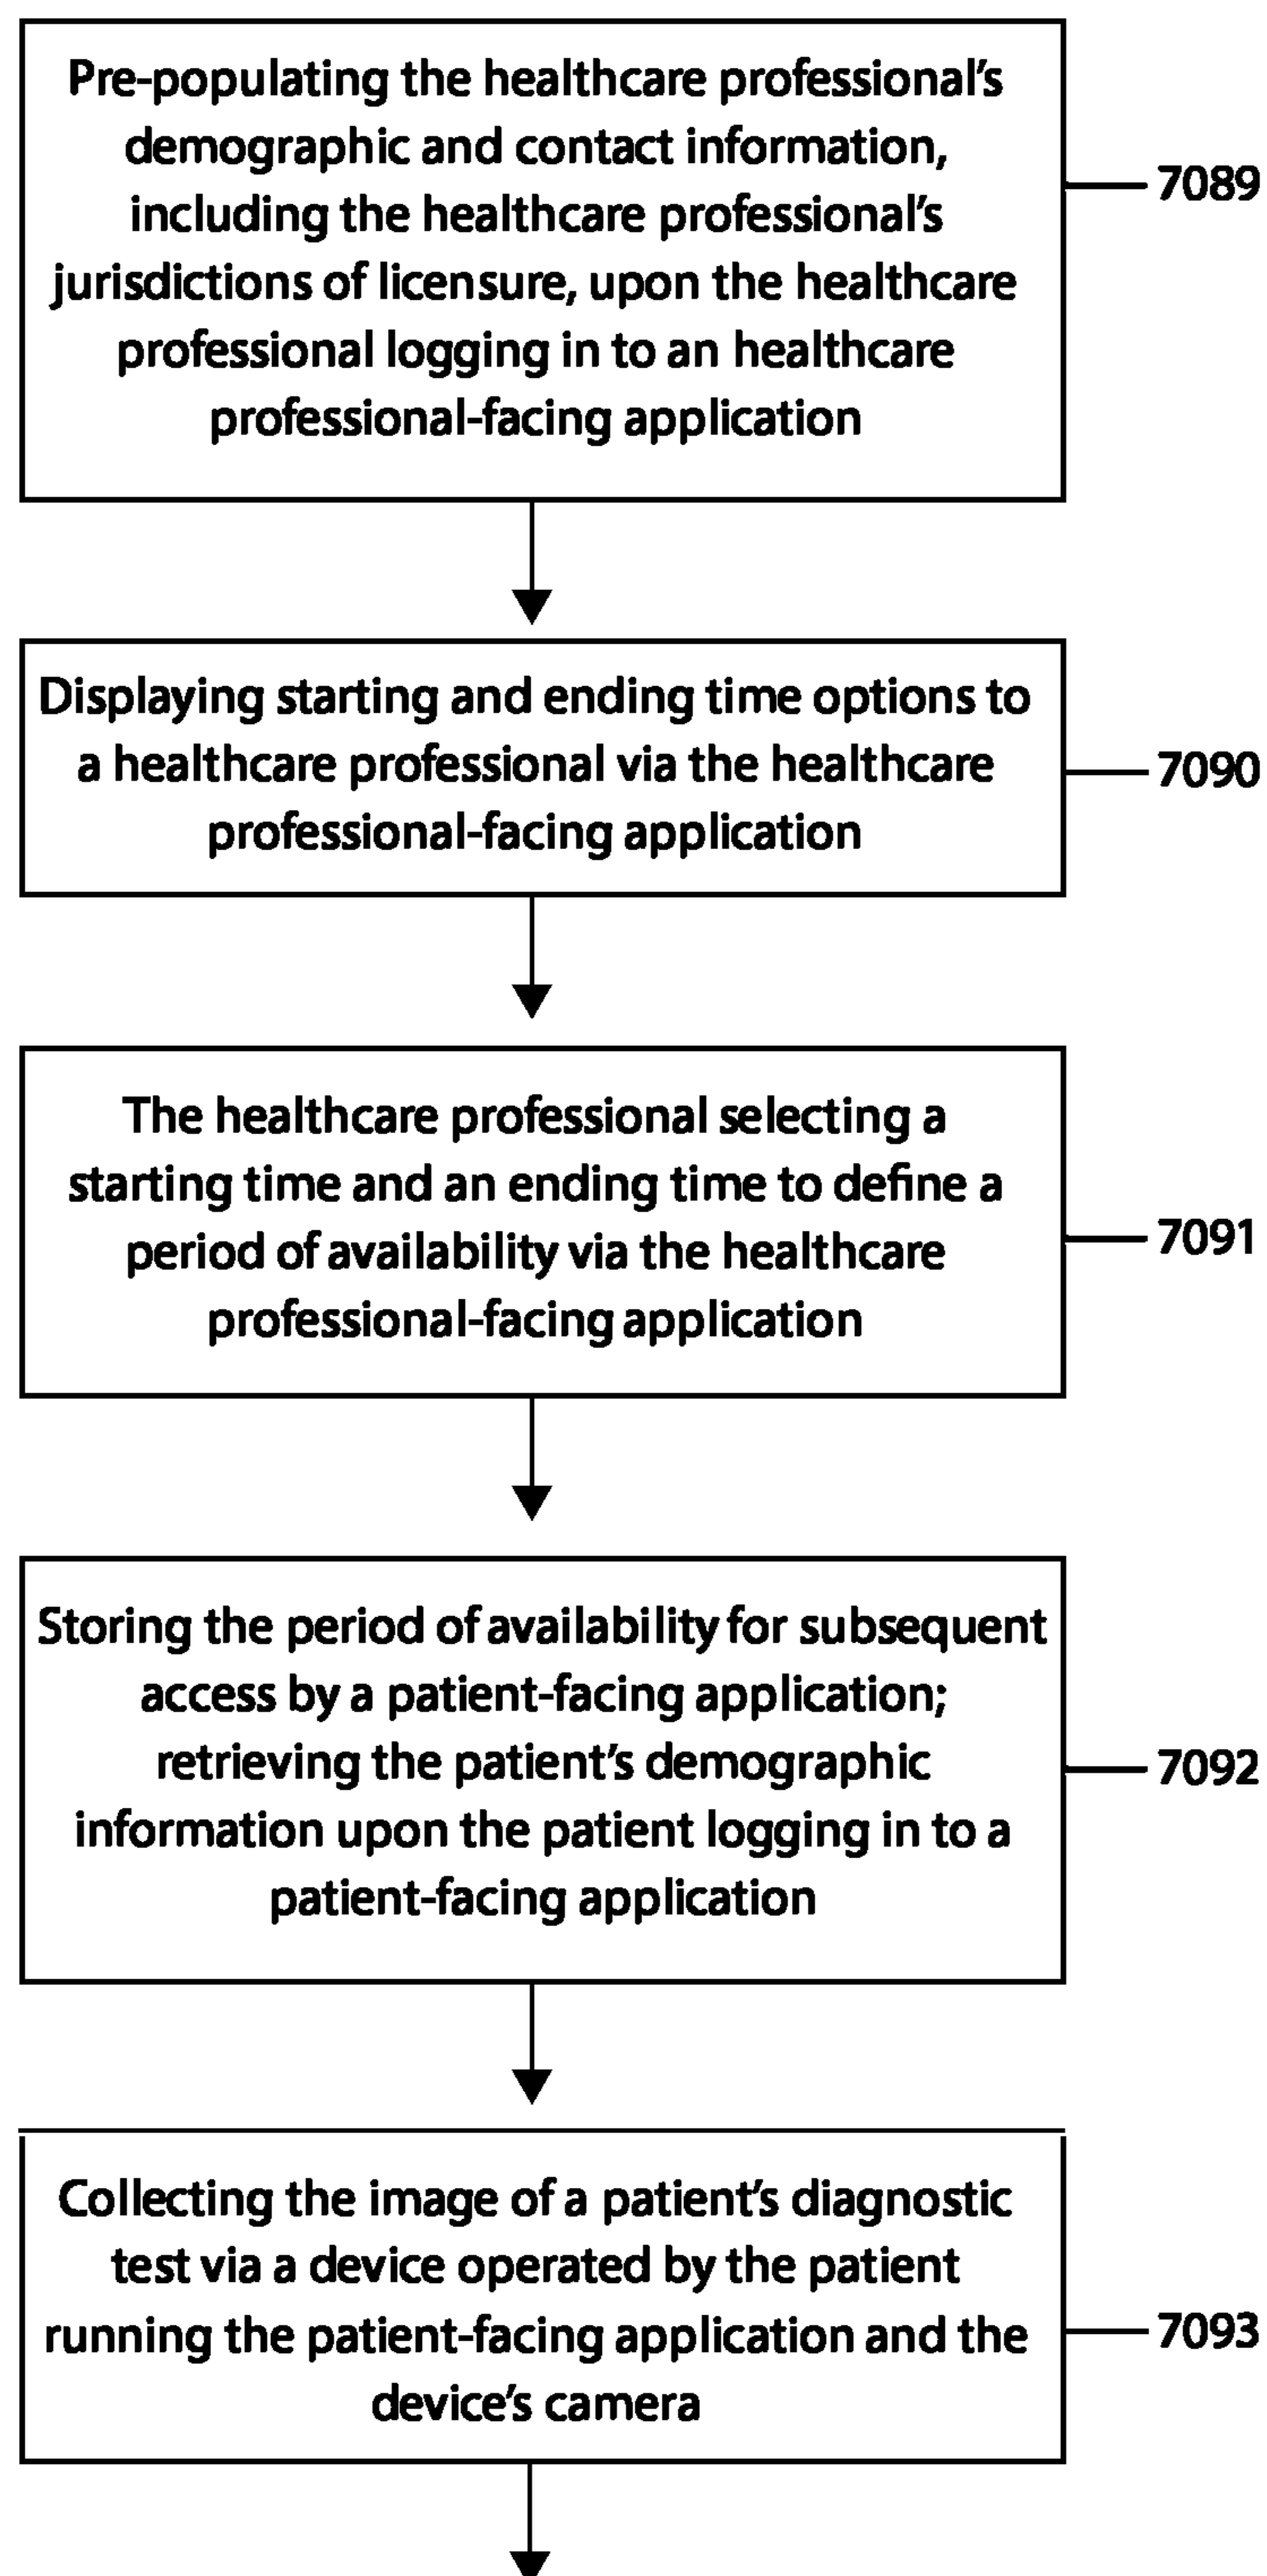 Pre-populating the healthcare professional’s
demographic and contact information,
including the healthcare professional’s
jurisdictions of licensure, upon the healthcare
professional logging in to an healthcare
professional-facing application
7089
Displaying starting and ending time options to
a healthcare professional via the healthcare
professional-facing application
7090
The healthcare professional selecting a
starting time and an ending time to define a
period of availability via the healthcare
professional-facing application
7091
Storing the period of availability for subsequent
access by a patient-facing application;
retrieving the patient’s demographic
information upon the patient logging in to a
patient-facing application
7092
Collecting the image of a patient’s diagnostic
test via a device operated by the patient
running the patient-facing application and the
device’s camera
7093